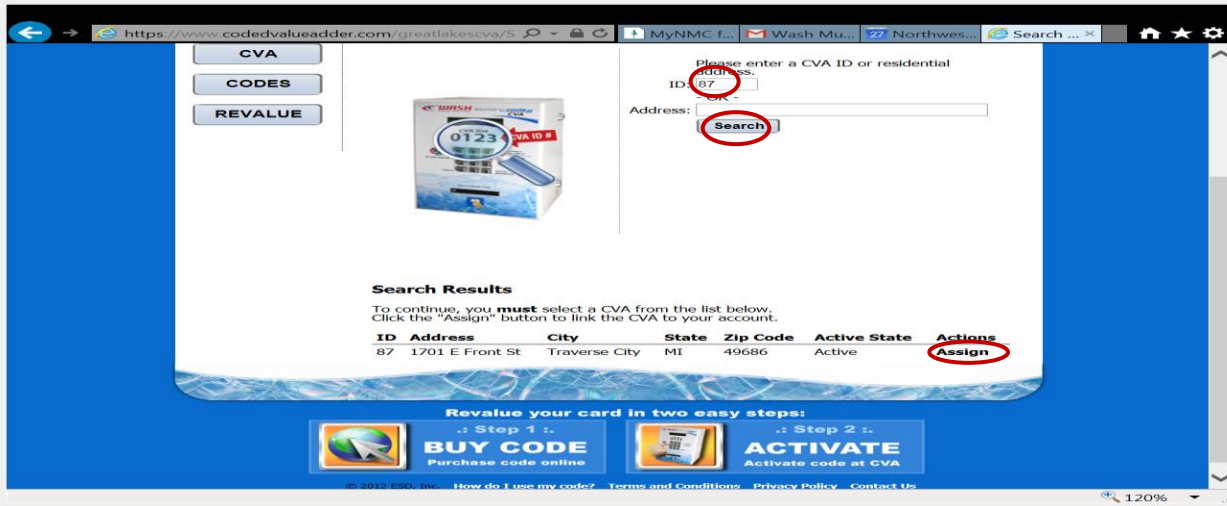 https://www.codedvalueadder.com/greatlakescva/S
MyNMC f...
Wash Mu...
27 Northwes...
Search ...
CVA
CODES
REVALUE
WASH
CVA
CVA ID#
0123
CVA ID #
Please enter a CVA ID or residential
address.
ID: 87
- OR -
Address:
Search
Search Results
To continue, you must select a CVA from the list below.
Click the "Assign" button to link the CVA to your account.
ID Address City State Zip Code Active State Actions
87 1701 E Front St Traverse City MI 49686 Active Assign
Revalue your card in two easy steps:
.: Step 1 :.
BUY CODE
Purchase code online
.: Step 2 :.
ACTIVATE
Activate code at CVA
© 2012 ESD, Inc. How do I use my code? Terms and Conditions Privacy Policy Contact Us
120%